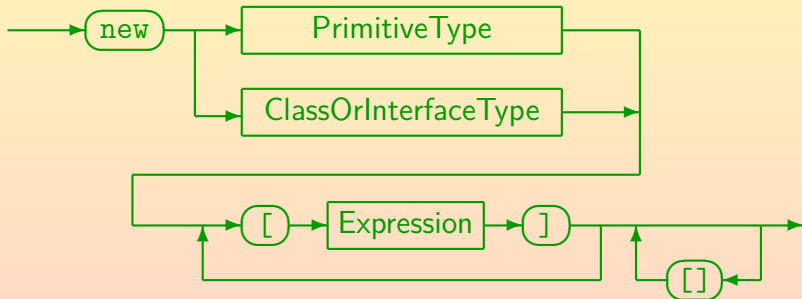 new PrimitiveType
ClassOrInterfaceType
[ Expression ]
[]